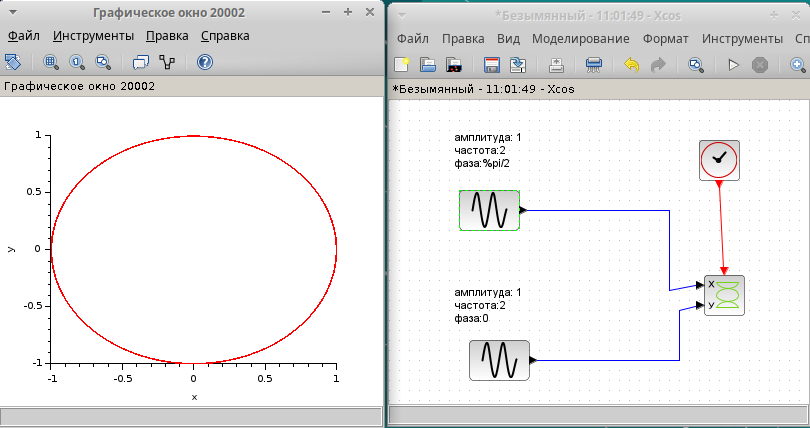 Графическое окно 20002
Файл Инструменты Правка Справка
Графическое окно 20002
1
0.5
0
-0.5
-1
y
-1 -0.5 0 0.5 1
x
*Безымянный - 11:01:49 - Xcos
Файл Правка Вид Моделирование Формат Инструменты Сп
*Безымянный - 11:01:49 - Xcos
амплитуда: 1
частота:2
фаза:%pi/2
X
У
амплитуда: 1
частота:2
фаза:0